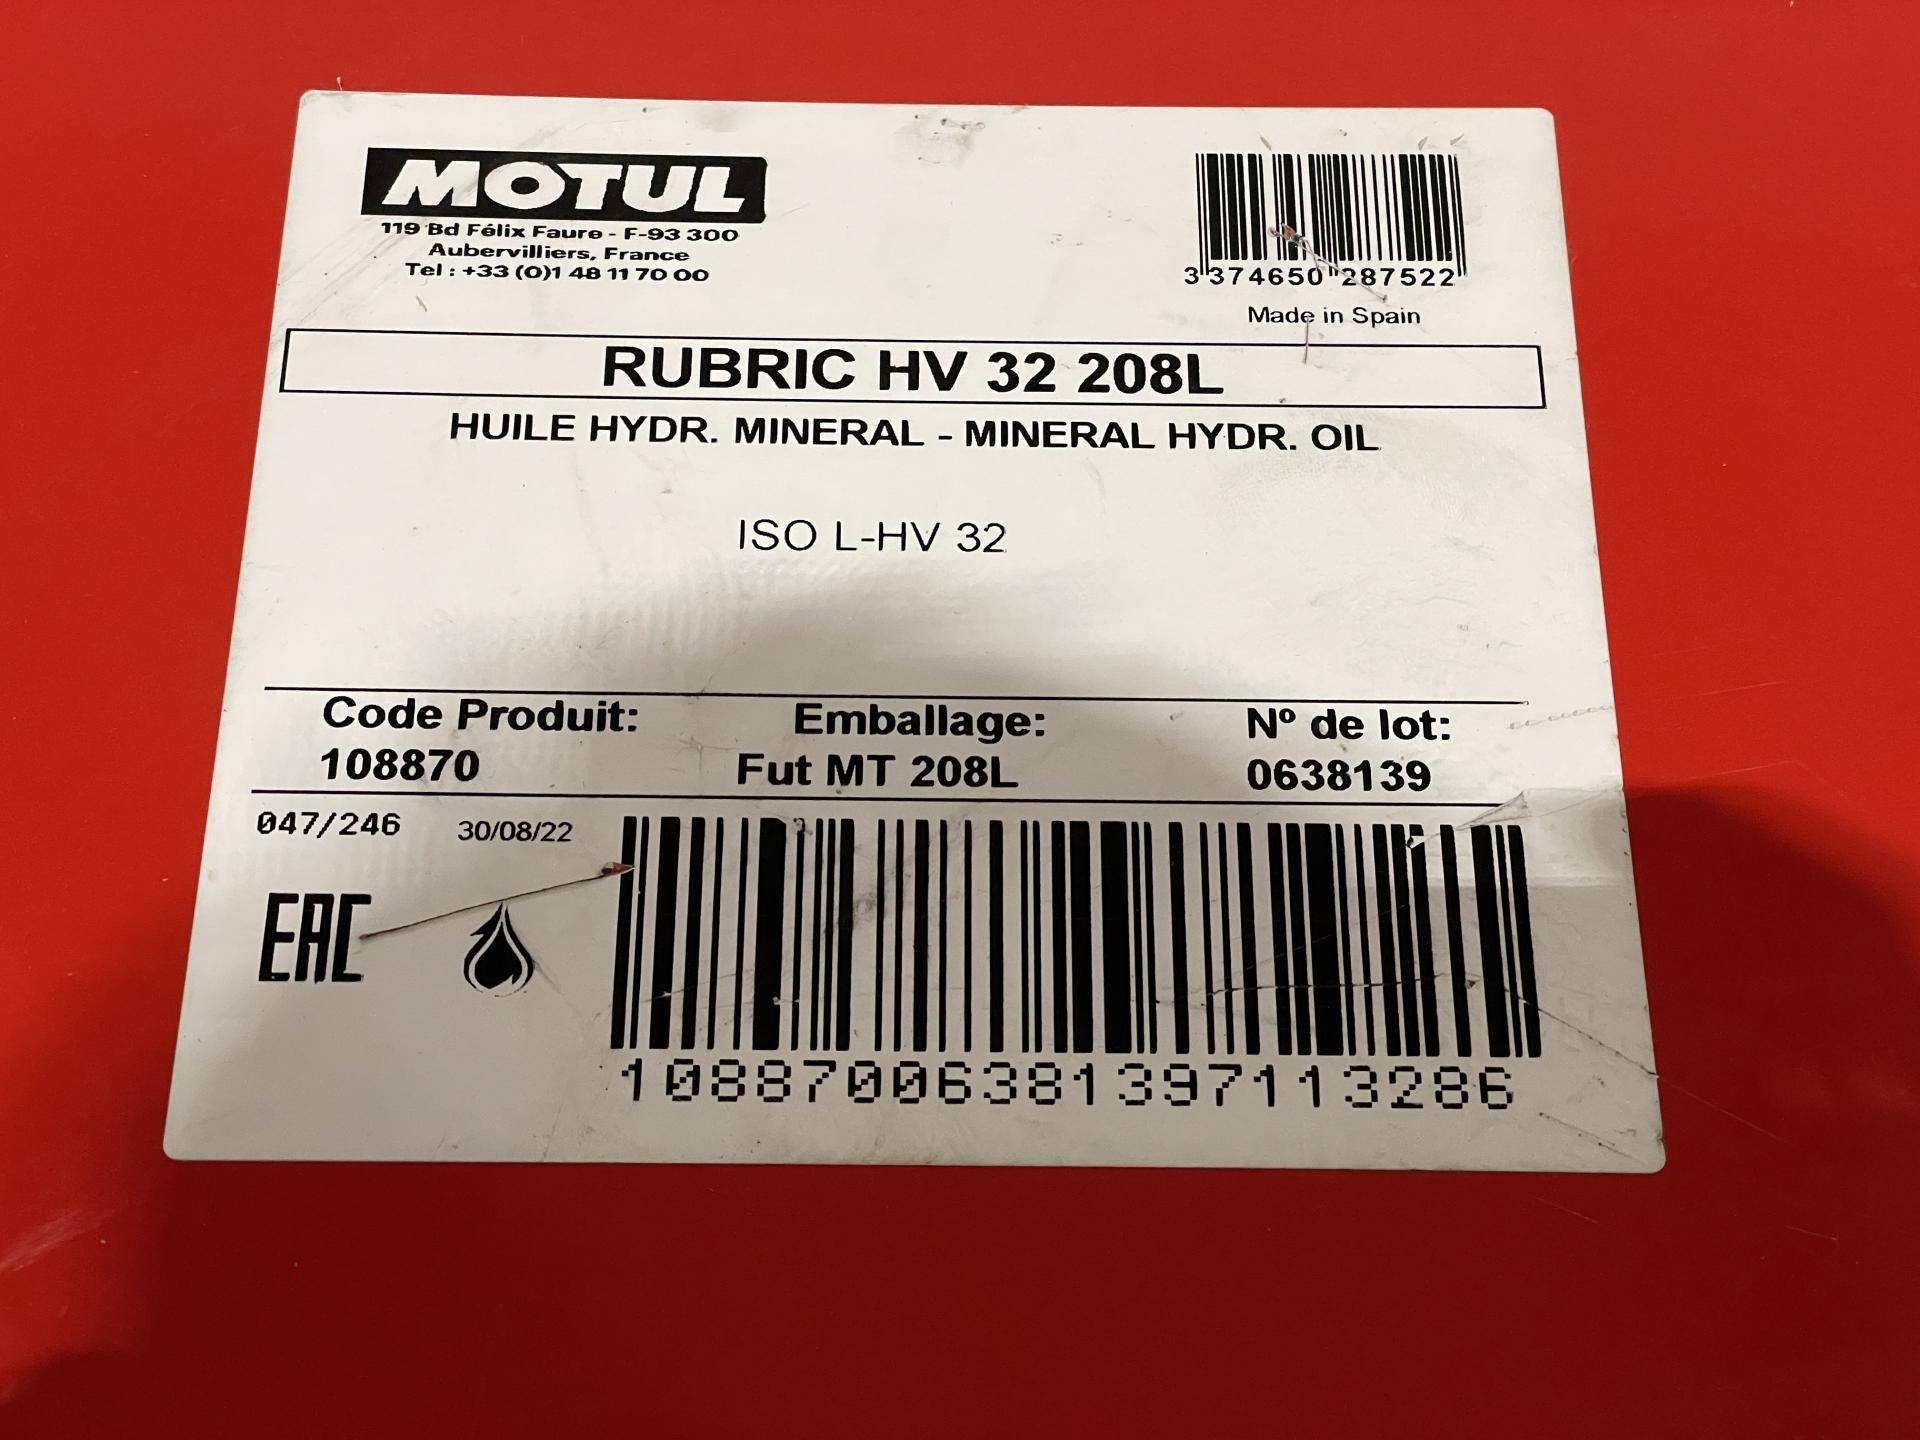 MOTUL
119 Bd Félix Faure - F-93 300
Aubervilliers, France
Tel : +33 (0)1 48 11 70 00
3 374650 287522
Made in Spain
RUBRIC HV 32 208L
HUILE HYDR. MINERAL - MINERAL HYDR. OIL
ISO L-HV 32
Code Produit: Emballage: Nº de lot:
108870 Fut MT 208L 0638139
047/246 30/08/22
EAC
10887006381397113286